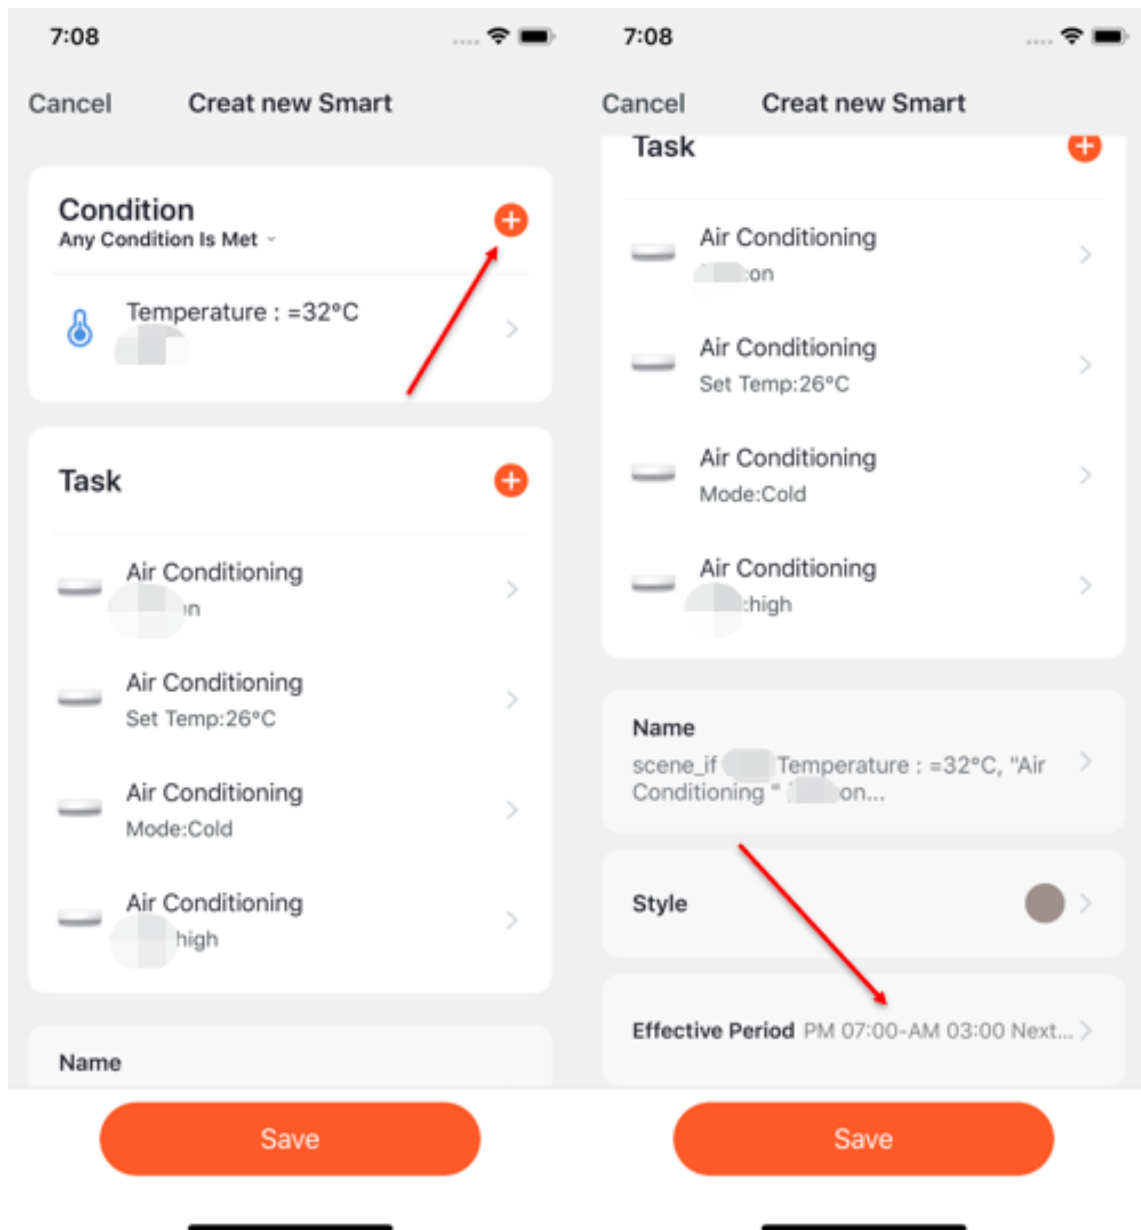 7:08
Cancel
Creat new Smart
Condition
Any Condition Is Met
Temperature : =32°C
Task
Air Conditioning
Air Conditioning
Set Temp:26°C
Air Conditioning
Mode:Cold
Air Conditioning
high
Name
Save
7:08
Cancel
Creat new Smart
Task
Air Conditioning
:on
Air Conditioning
Set Temp:26°C
Air Conditioning
Mode:Cold
Air Conditioning
:high
Name
scene_if Temperature : =32°C, "Air
Conditioning " on...
Style
Effective Period PM 07:00-AM 03:00 Next...
Save